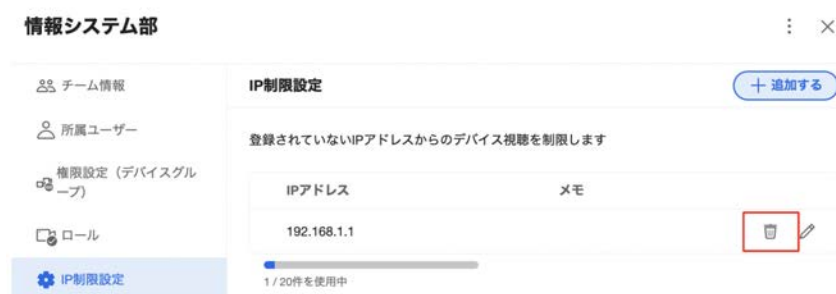 情報システム部
チーム情報
所属ユーザー
権限設定（デバイスグル
ープ）
ロール
IP制限設定
IP制限設定
＋ 追加する
登録されていないIPアドレスからのデバイス視聴を制限します
IPアドレス メモ
192.168.1.1
1 / 20件を使用中